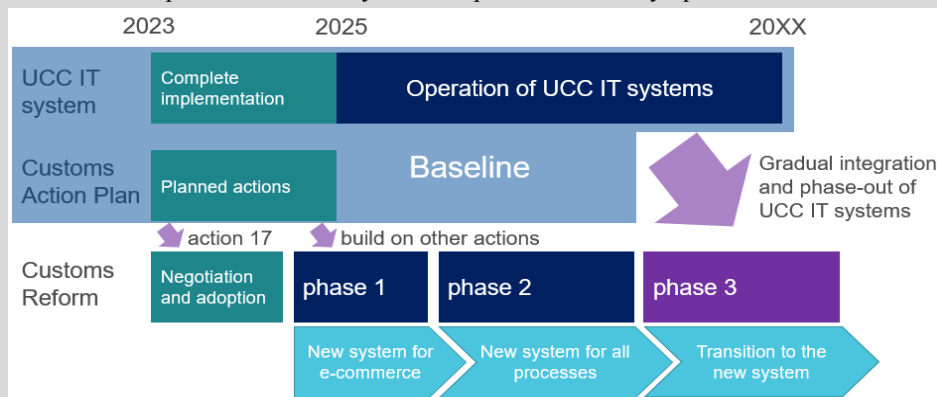 2023
2025
20XX
UCC IT
system
Complete
implementation
Operation of UCC IT systems
Customs
Action Plan
Planned actions
Baseline
Gradual integration
and phase-out of
UCC IT systems
action 17
build on other actions
Customs
Reform
Negotiation
and adoption
phase 1
phase 2
phase 3
New system for
e-commerce
New system for all
processes
Transition to the
new system